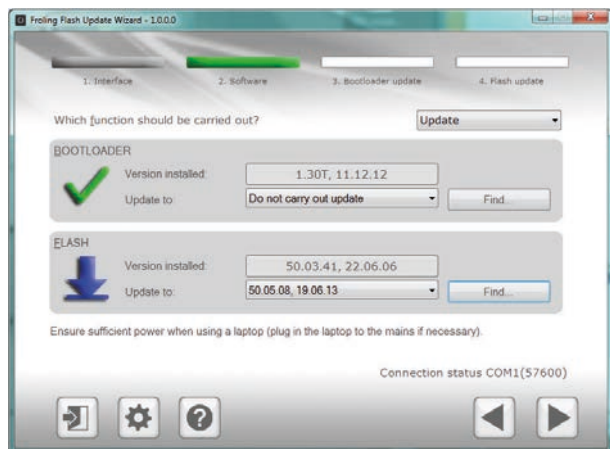 Froling Flash Update Wizard - 1.0.0.0
1. Interface 2. Software 3. Bootloader update 4. Flash update
Which function should be carried out? Update
BOOTLOADER
Version installed: 1.30T, 11.12.12
Update to: Do not carry out update Find...
FLASH
Version installed: 50.03.41, 22.06.06
Update to: 50.05.08, 19.06.13 Find...
Ensure sufficient power when using a laptop (plug in the laptop to the mains if necessary).
Connection status COM1(57600)